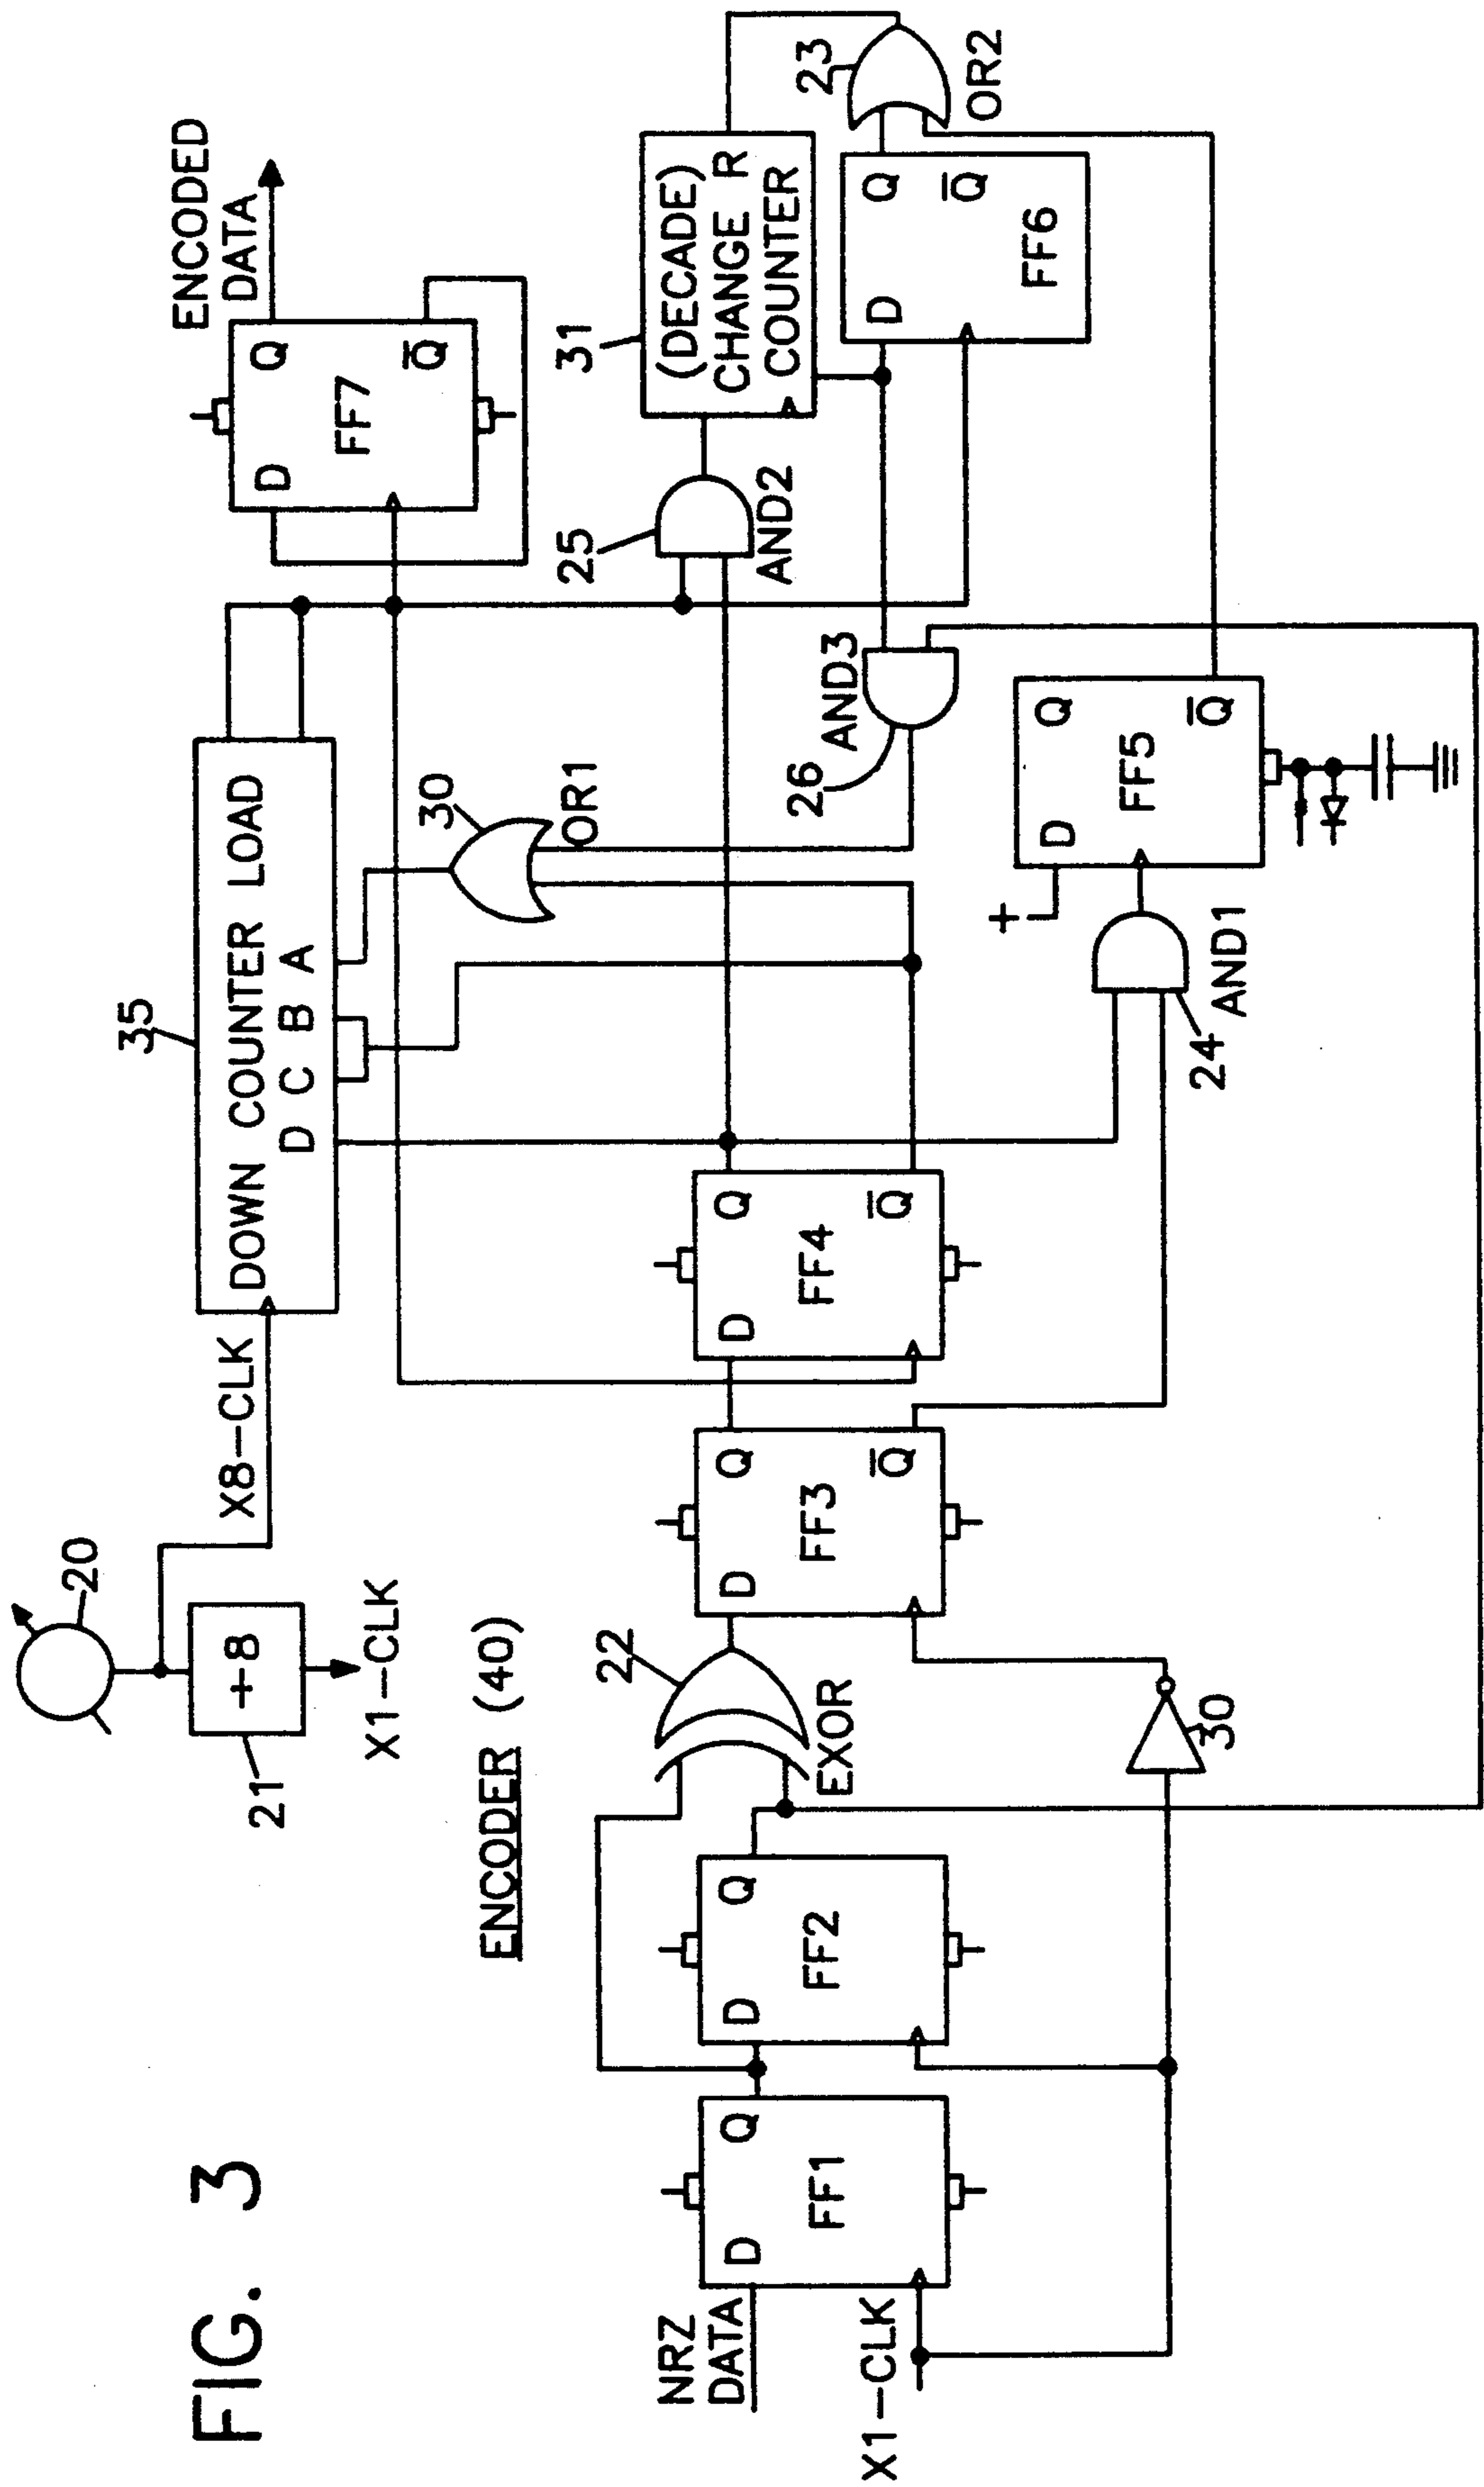 FIG. 3
20
21
÷8
X1-CLK
X8-CLK
35
DOWN COUNTER LOAD
D C B A
ENCODED
DATA
D Q
FF7
Q̅
ENCODER (40)
30
OR1
25
AND2
31
(DECADE)
CHANGE R
COUNTER
23
OR2
D Q
Q̅
FF6
AND3
26
NRZ
DATA
X1-CLK
D Q
FF1
D Q
FF2
22
EXOR
30
D Q
FF3
Q̅
D Q
FF4
Q̅
24
AND1
+
D Q
FF5
Q̅